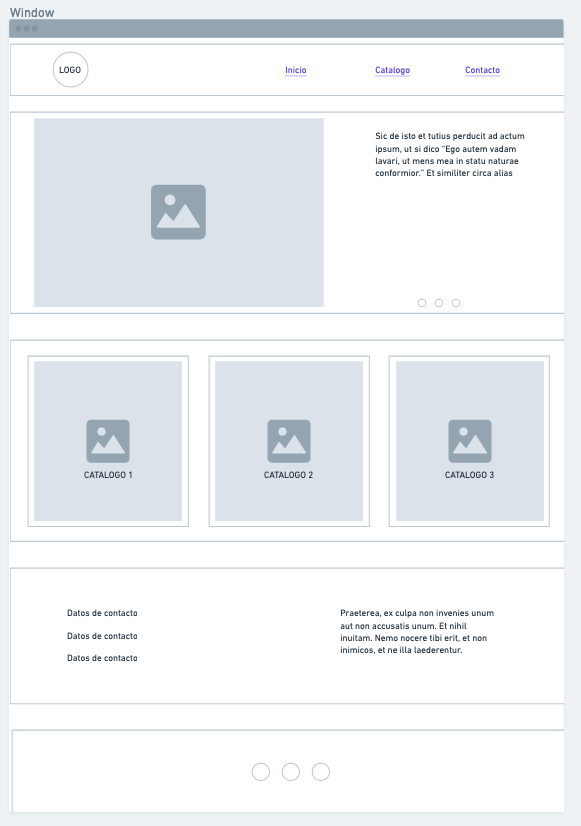 Window
LOGO
Inicio
Catalogo
Contacto
Sic de isto et tutius perducit ad actum
ipsum, ut si dico “Ego autem vadam
lavari, ut mens mea in statu naturae
conformior.” Et similiter circa alias
CATALOGO 1
CATALOGO 2
CATALOGO 3
Datos de contacto
Datos de contacto
Datos de contacto
Praeterea, ex culpa non invenies unum
aut non accusatis unum. Et nihil
inuitam. Nemo nocere tibi erit, et non
inimicos, et ne illa laederentur.